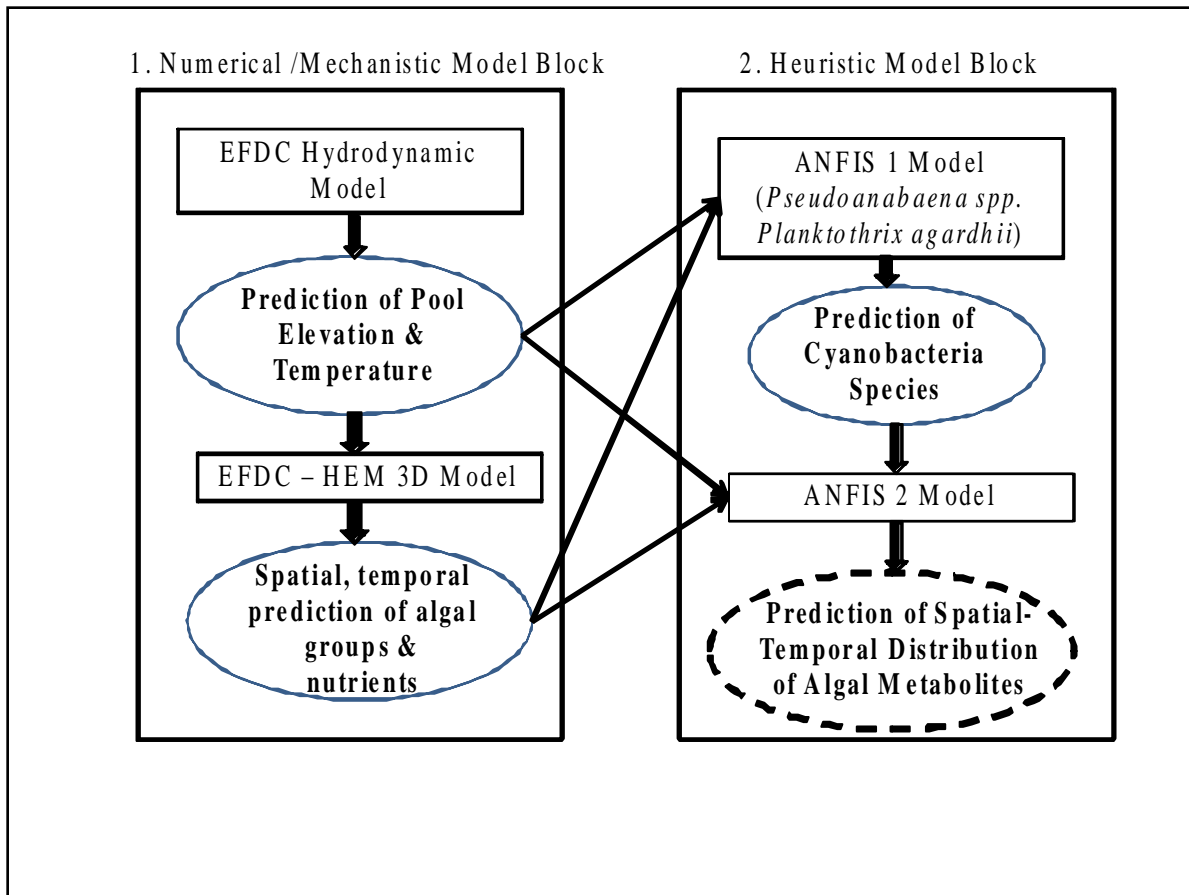 1. Numerical /Mechanistic Model Block
EFDC Hydrodynamic
Model
Prediction of Pool
Elevation &
Temperature
EFDC – HEM 3D Model
Spatial, temporal
prediction of algal
groups &
nutrients
2. Heuristic Model Block
ANFIS 1 Model
(Pseudoanabaena spp.
Planktothrix agardhii)
Prediction of
Cyanobacteria
Species
ANFIS 2 Model
Prediction of Spatial-
Temporal Distribution
of Algal Metabolites